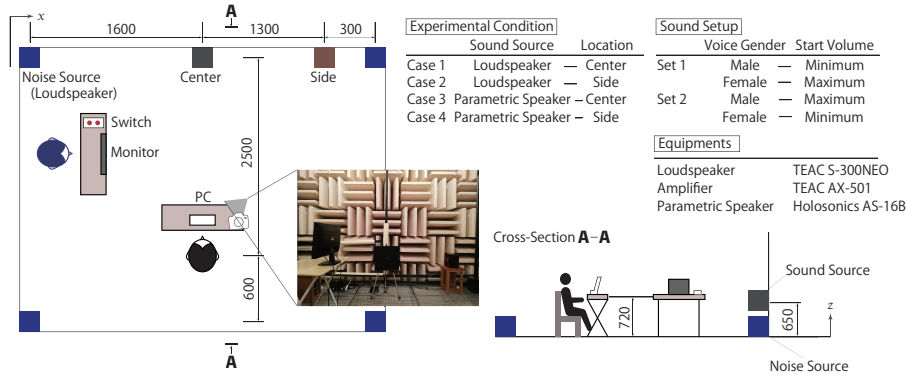 x
A
1600
1300
300
Noise Source
(Loudspeaker)
Center
Side
Switch
Monitor
2500
PC
600
A
Experimental Condition
Sound Source Location
Case 1 Loudspeaker — Center
Case 2 Loudspeaker — Side
Case 3 Parametric Speaker – Center
Case 4 Parametric Speaker – Side
Sound Setup
Voice Gender Start Volume
Set 1 Male — Minimum
Female — Maximum
Set 2 Male — Maximum
Female — Minimum
Equipments
Loudspeaker TEAC S-300NEO
Amplifier TEAC AX-501
Parametric Speaker Holosonics AS-16B
Cross-Section A–A
Sound Source
720
650
z
Noise Source